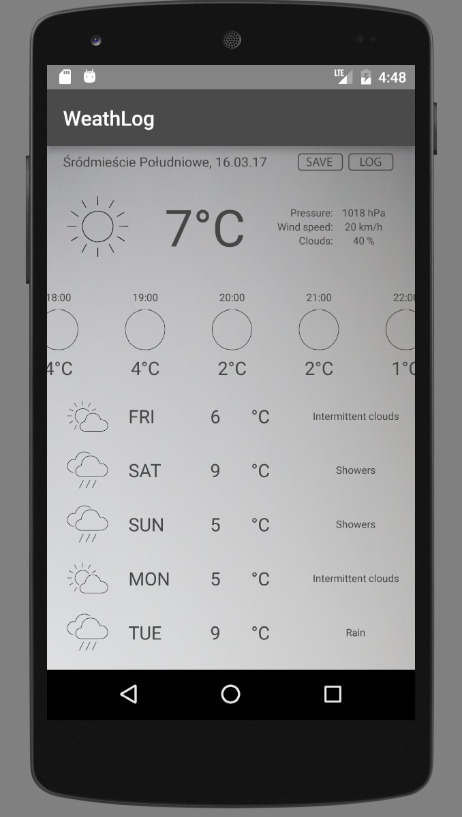 LTE 4:48
WeathLog
Śródmieście Południowe, 16.03.17 SAVE LOG
7°C
Pressure: 1018 hPa
Wind speed: 20 km/h
Clouds: 40 %
18:00 19:00 20:00 21:00 22:00
4°C 4°C 2°C 2°C 1°C
FRI 6 °C Intermittent clouds
SAT 9 °C Showers
SUN 5 °C Showers
MON 5 °C Intermittent clouds
TUE 9 °C Rain